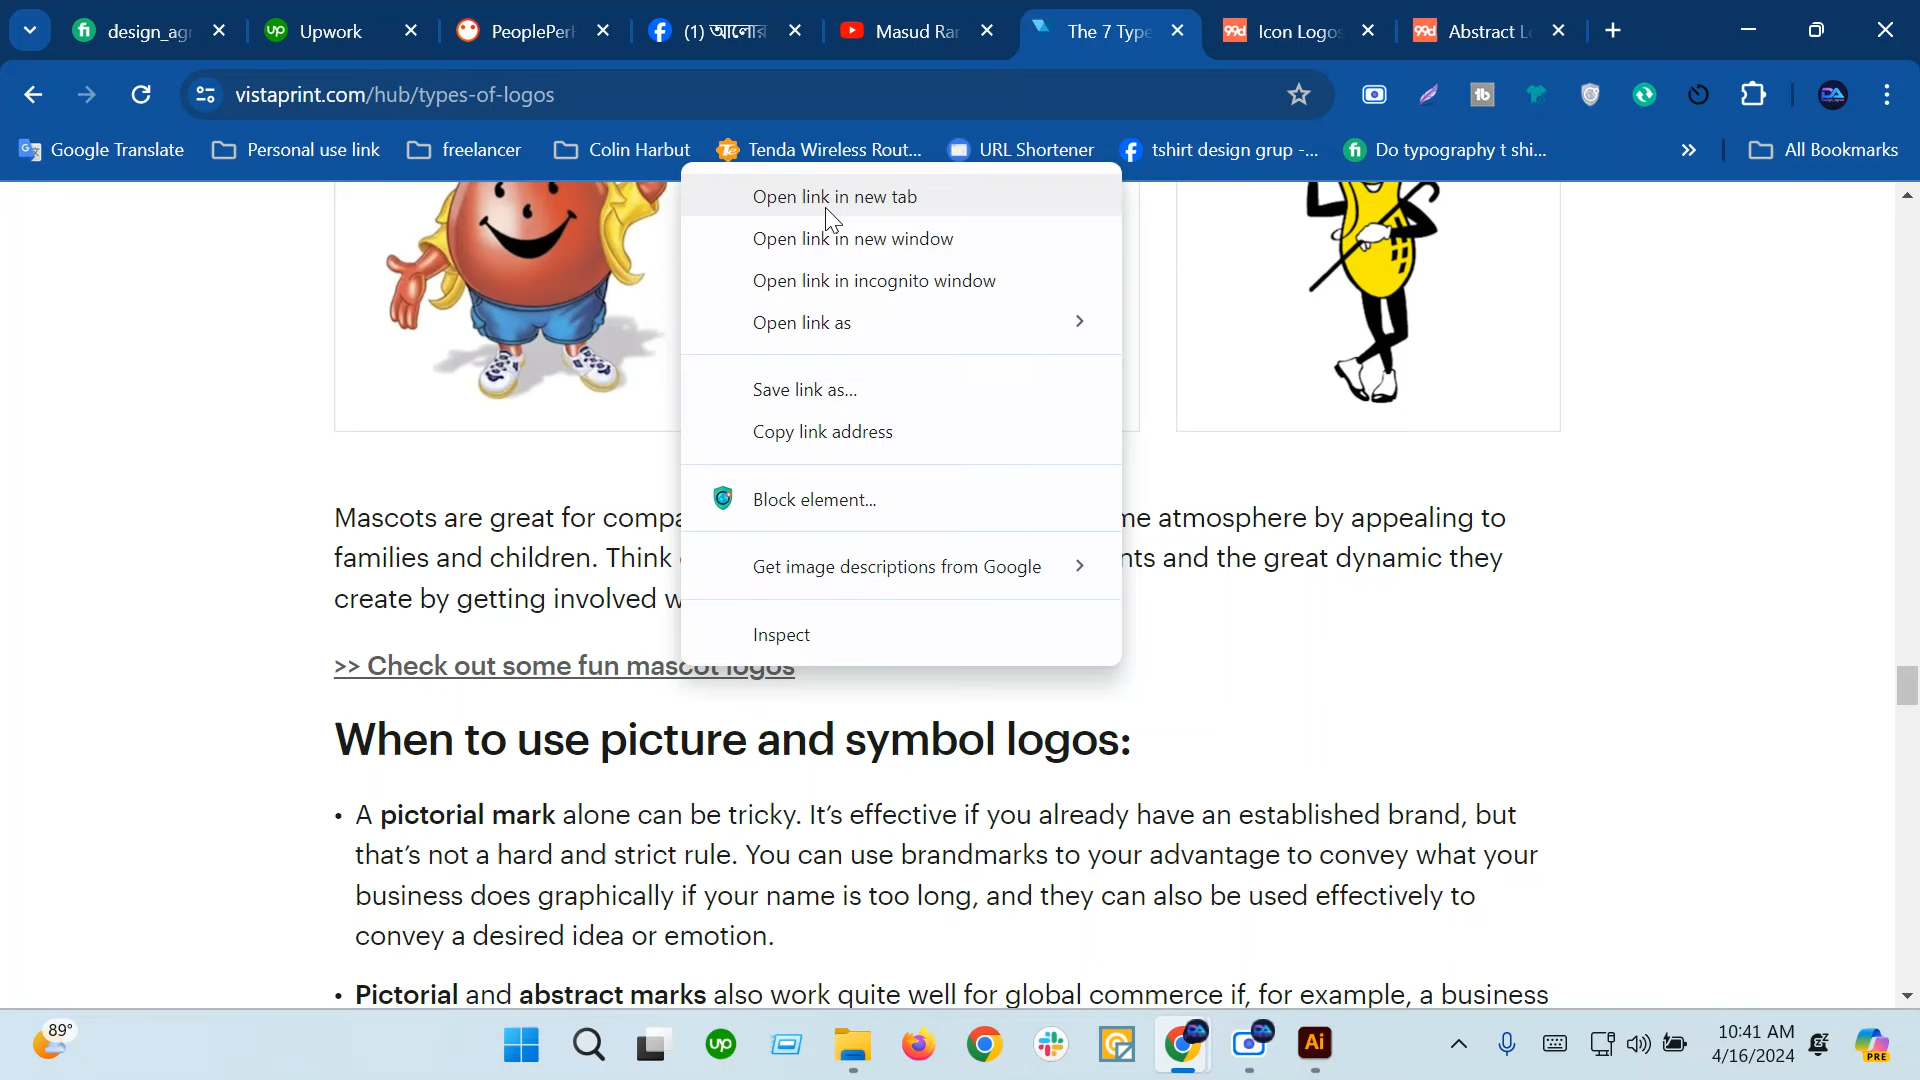 design_agr
Upwork
PeoplePerH
(1) আলোর
Masud Rar
The 7 Type
Icon Logos
Abstract Lo
vistaprint.com/hub/types-of-logos
Google Translate
Personal use link
freelancer
Colin Harbut
Tenda Wireless Rout...
URL Shortener
tshirt design grup -...
Do typography t shi...
All Bookmarks
Open link in new tab
Open link in new window
Open link in incognito window
Open link as
Save link as...
Copy link address
Block element...
Get image descriptions from Google
Inspect
Mascots are great for compa me atmosphere by appealing to
families and children. Think nts and the great dynamic they
create by getting involved w
>> Check out some fun mascot logos
When to use picture and symbol logos:
• A pictorial mark alone can be tricky. It’s effective if you already have an established brand, but
that’s not a hard and strict rule. You can use brandmarks to your advantage to convey what your
business does graphically if your name is too long, and they can also be used effectively to
convey a desired idea or emotion.
• Pictorial and abstract marks also work quite well for global commerce if, for example, a business
89°
10:41 AM
4/16/2024